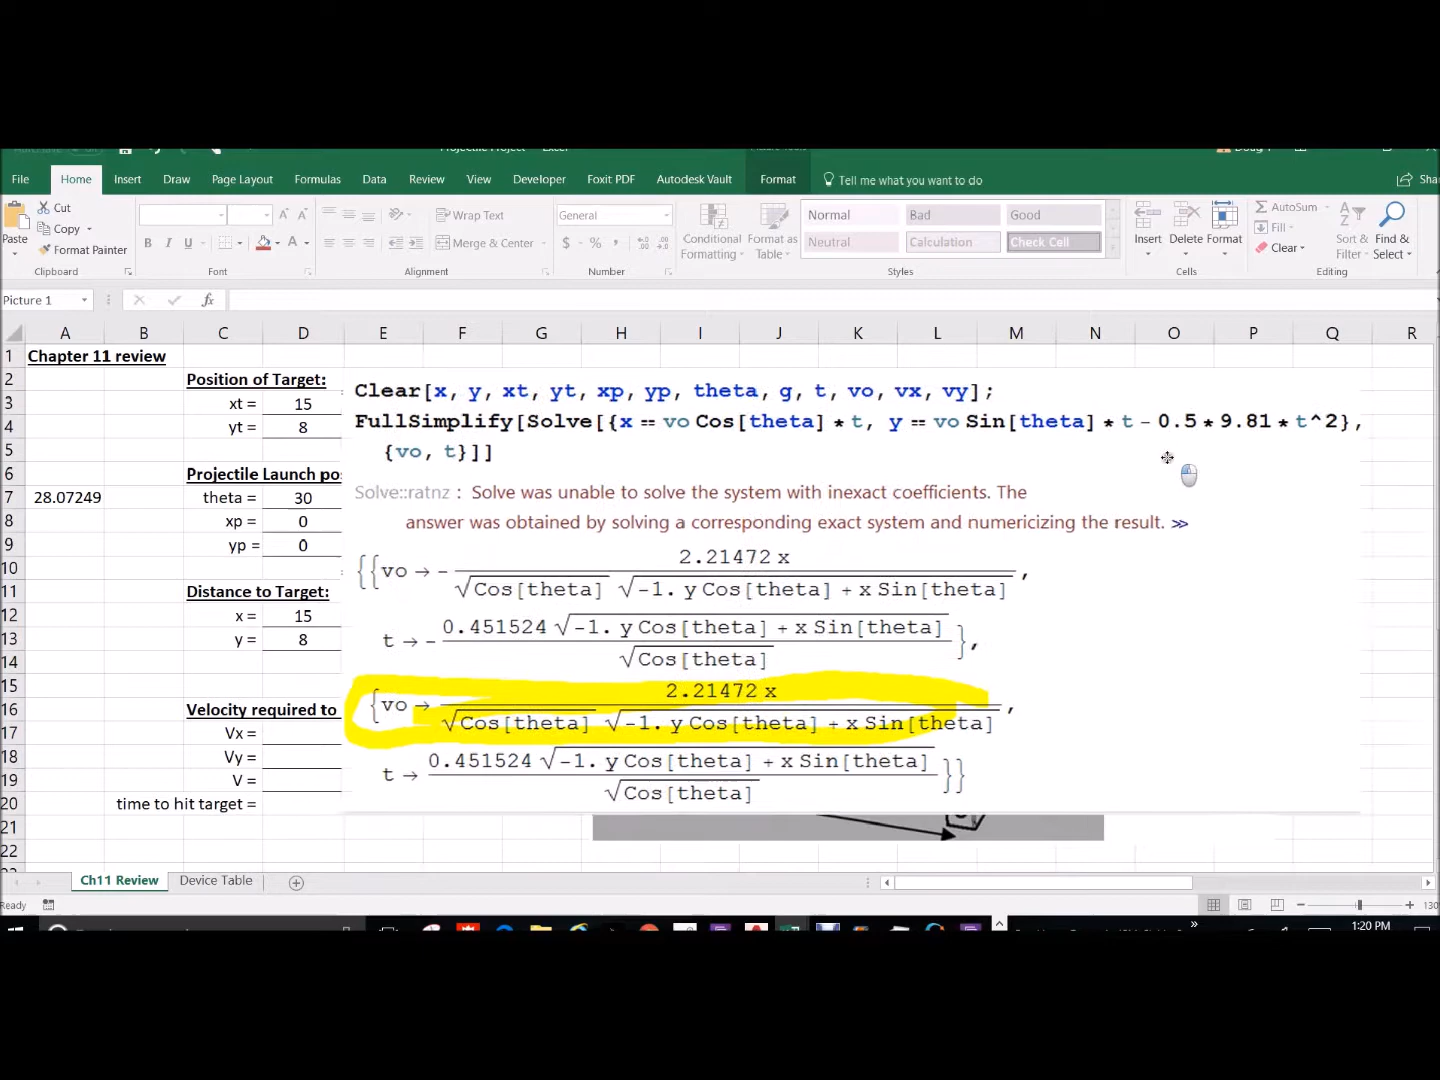 File Home Insert Draw Page Layout Formulas Data Review View Developer Foxit PDF Autodesk Vault Format Tell me what you want to do
Paste Cut Copy Format Painter
B I U Wrap Text Merge & Center General $ % Conditional Formatting Format as Table
Normal Bad Good
Neutral Calculation Check Cell
Insert Delete Format AutoSum Fill Clear Sort & Filter Find & Select
Clipboard Font Alignment Number Styles Cells Editing
Picture 1 fx
A B C D E F G H I J K L M N O P Q R
1 Chapter 11 review
2 Position of Target:
3 xt = 15
4 yt = 8
5
6 Projectile Launch po
7 28.07249 theta = 30
8 xp = 0
9 yp = 0
10
11 Distance to Target:
12 x = 15
13 y = 8
14
15
16 Velocity required to
17 Vx =
18 Vy =
19 V =
20 time to hit target =
21
22
Clear[x, y, xt, yt, xp, yp, theta, g, t, vo, vx, vy];
FullSimplify[Solve[{x == vo Cos[theta] * t, y == vo Sin[theta] * t - 0.5 * 9.81 * t^2},
{vo, t}]]
Solve::ratnz : Solve was unable to solve the system with inexact coefficients. The
answer was obtained by solving a corresponding exact system and numericizing the result. >>
2.21472 x
{{vo → - ,
√Cos[theta] √-1. y Cos[theta] + x Sin[theta]
0.451524 √-1. y Cos[theta] + x Sin[theta]
t → - },
√Cos[theta]
2.21472 x
{vo → ,
√Cos[theta] √-1. y Cos[theta] + x Sin[theta]
0.451524 √-1. y Cos[theta] + x Sin[theta]
t → }}
√Cos[theta]
Ch11 Review Device Table
Ready
1:20 PM